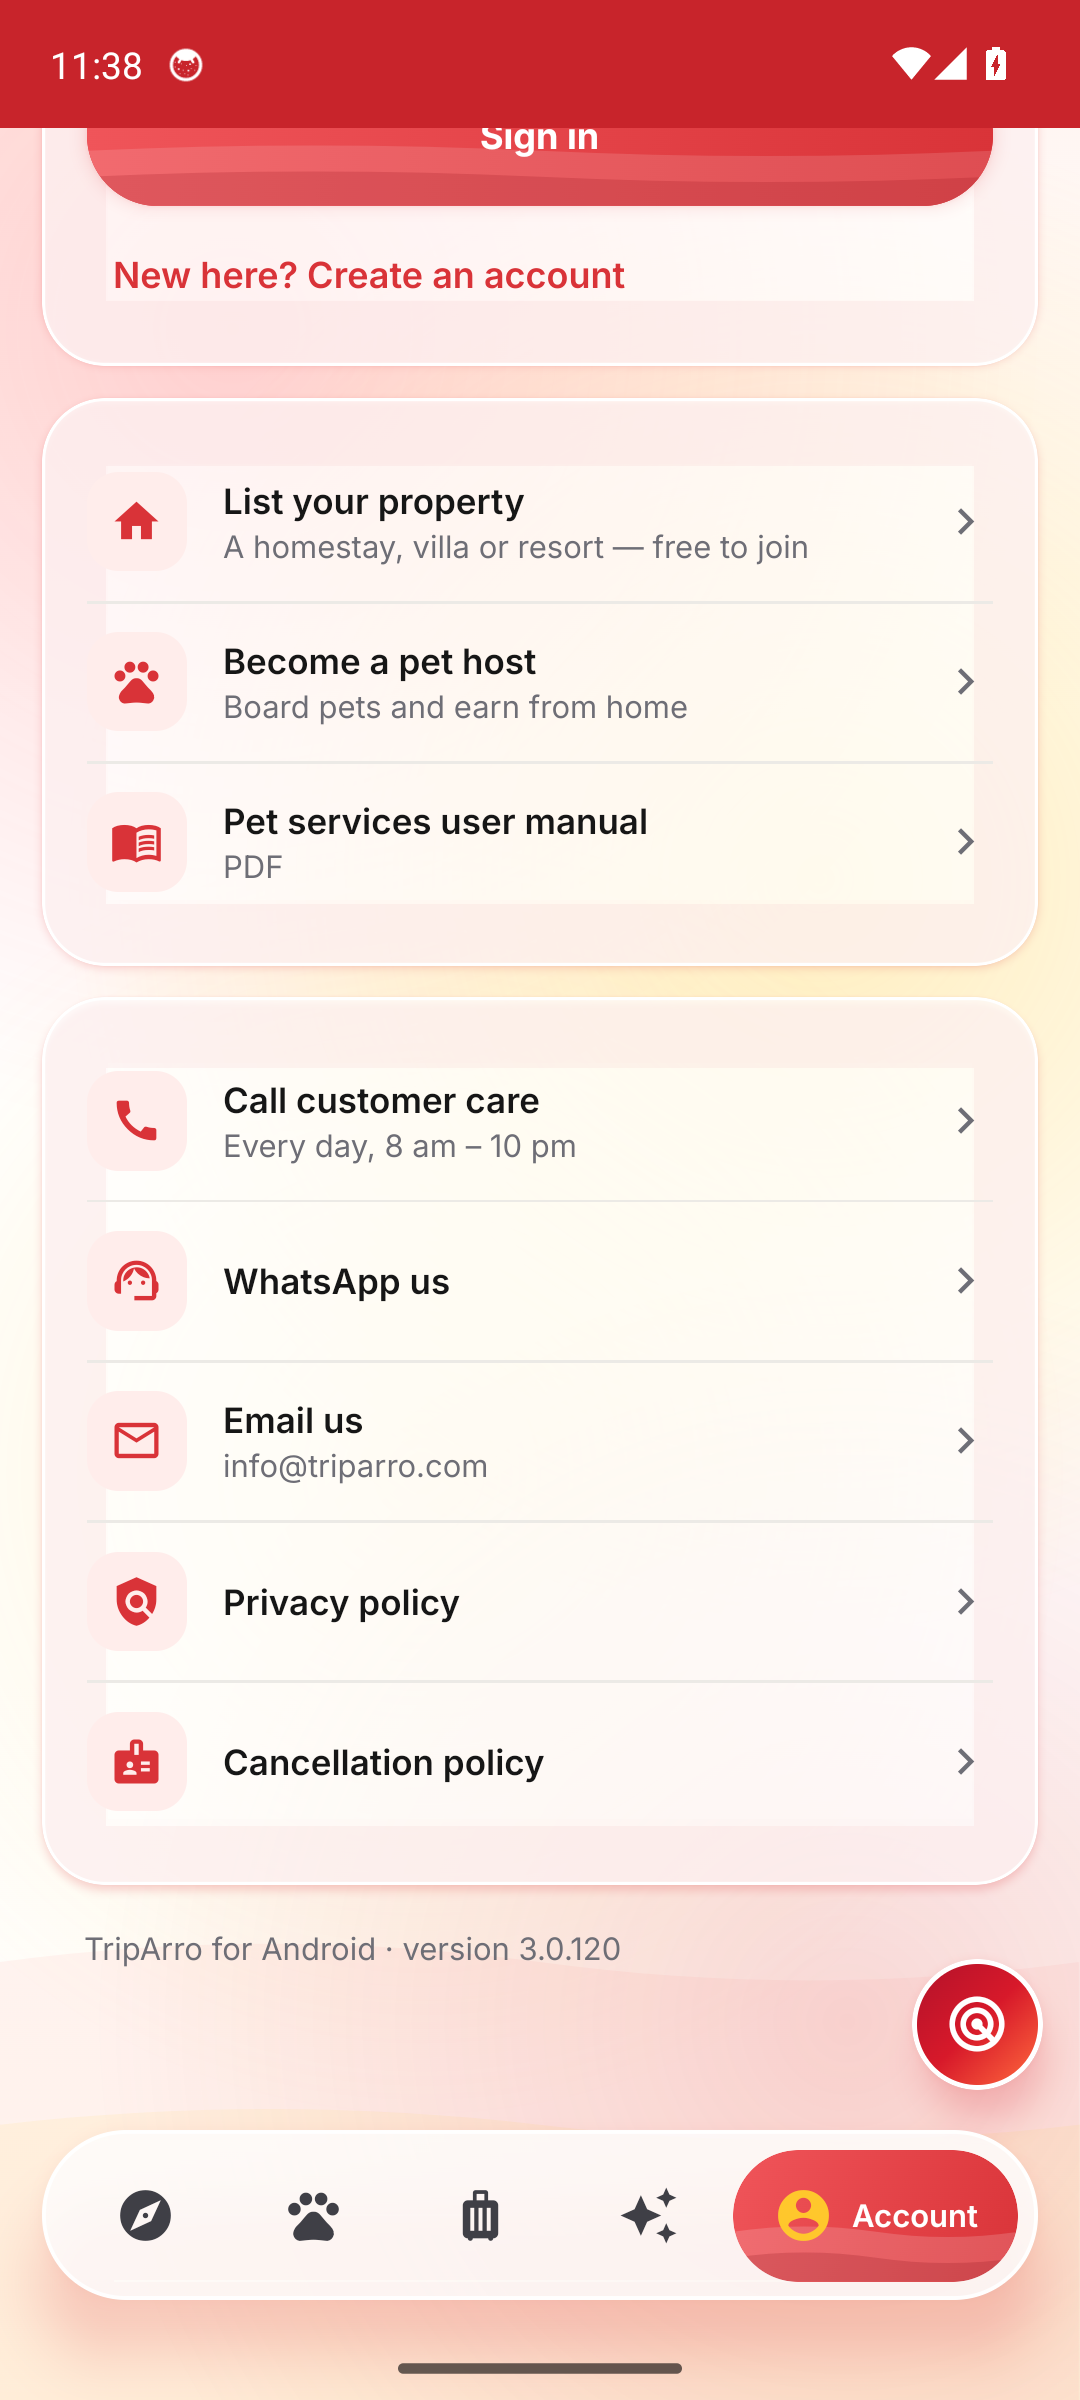 11:38
Sign in
New here? Create an account
List your property
A homestay, villa or resort — free to join
Become a pet host
Board pets and earn from home
Pet services user manual
PDF
Call customer care
Every day, 8 am – 10 pm
WhatsApp us
Email us
info@triparro.com
Privacy policy
Cancellation policy
TripArro for Android · version 3.0.120
Account